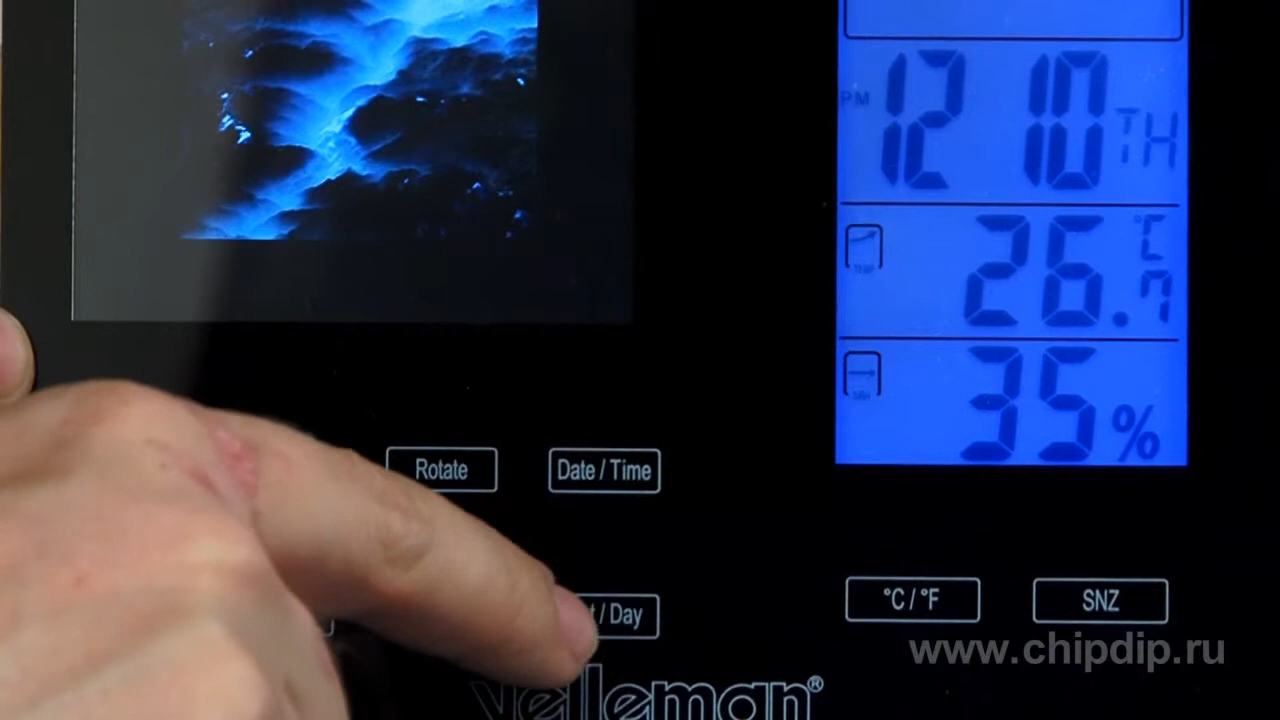 PM 12 10 TH
26.7 °C
35 %
Rotate
Date / Time
/ Day
°C / °F
SNZ
www.chipdip.ru
Velleman®